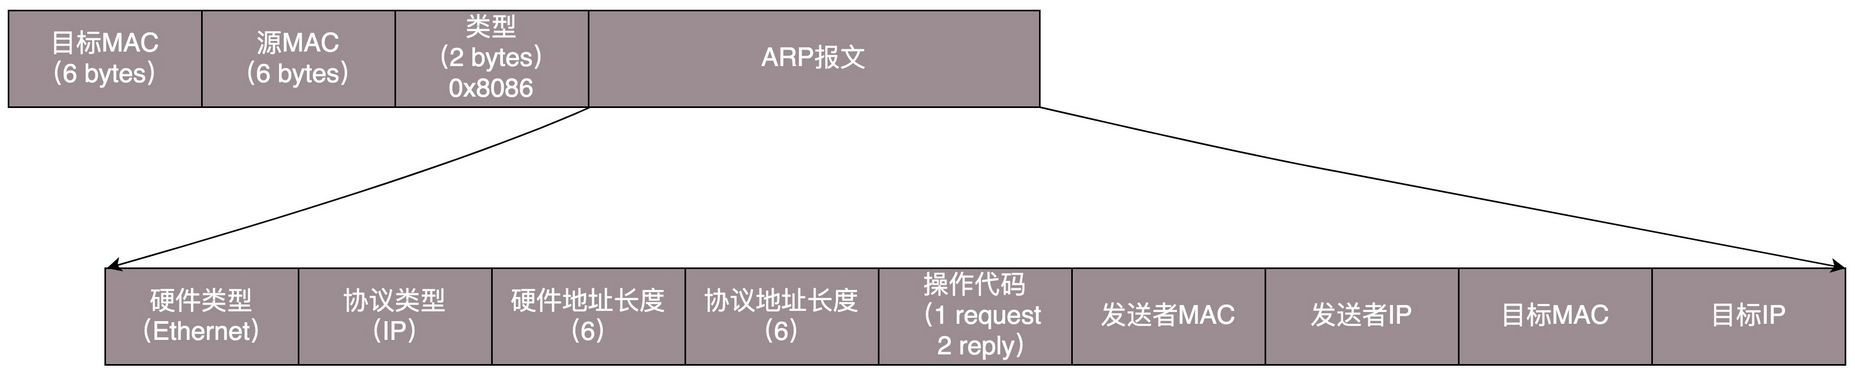 目标MAC
（6 bytes）
源MAC
（6 bytes）
类型
（2 bytes）
0x8086
ARP报文
硬件类型
（Ethernet）
协议类型
（IP）
硬件地址长度
（6）
协议地址长度
（6）
操作代码
（1 request
2 reply）
发送者MAC
发送者IP
目标MAC
目标IP